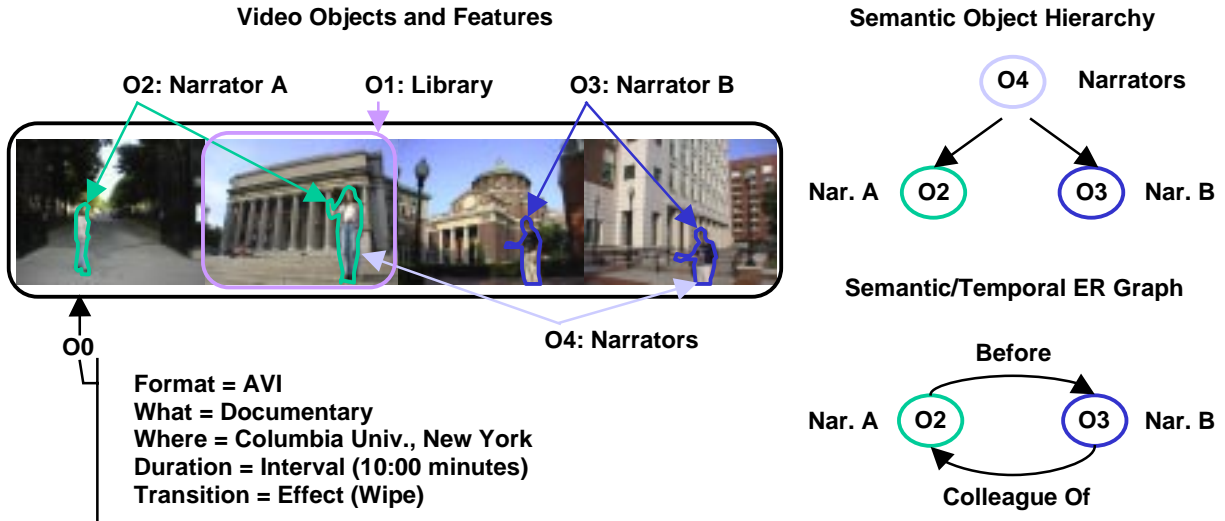 Video Objects and Features
O2: Narrator A
O1: Library
O3: Narrator B
O4: Narrators
O0
Format = AVI
What = Documentary
Where = Columbia Univ., New York
Duration = Interval (10:00 minutes)
Transition = Effect (Wipe)
Semantic Object Hierarchy
O4
Narrators
Nar. A
O2
O3
Nar. B
Semantic/Temporal ER Graph
Before
Nar. A
O2
O3
Nar. B
Colleague Of